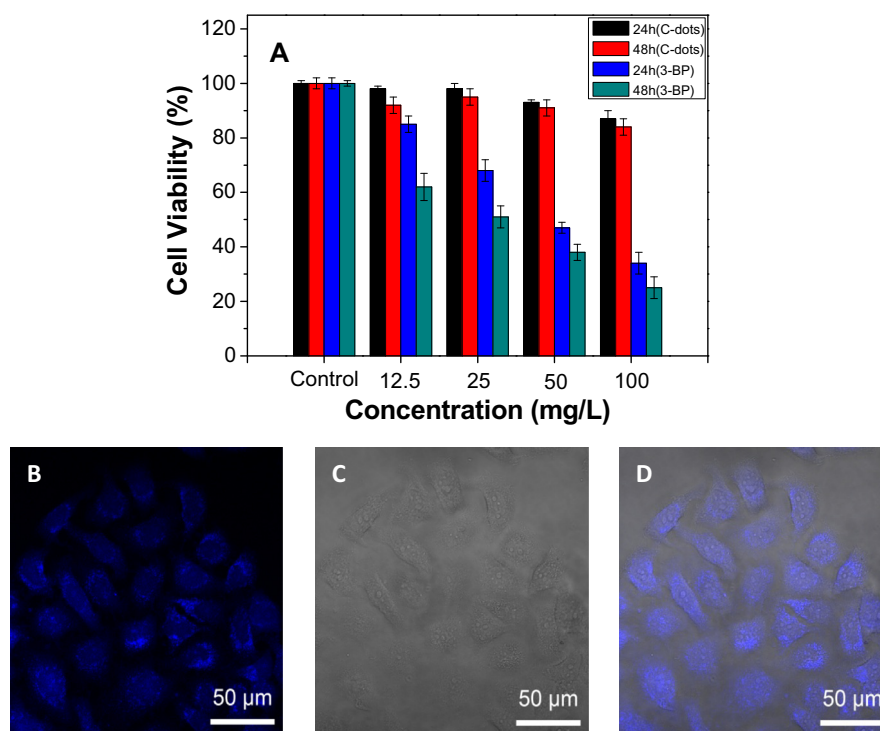 A
24h(C-dots)
48h(C-dots)
24h(3-BP)
48h(3-BP)
120
100
80
60
40
20
0
Cell Viability (%)
Control 12.5 25 50 100
Concentration (mg/L)
B C D
50 µm 50 µm 50 µm